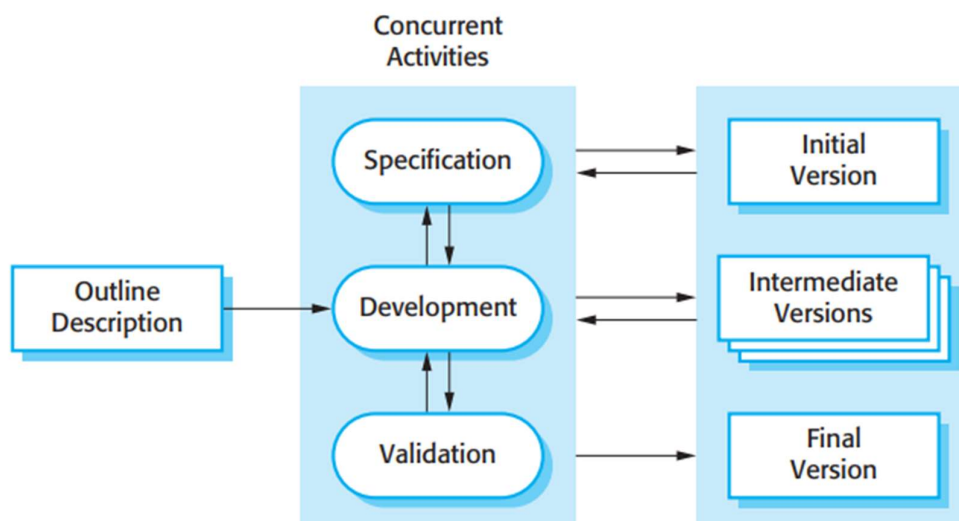 Concurrent
Activities
Specification
Initial
Version
Outline
Description
Development
Intermediate
Versions
Validation
Final
Version